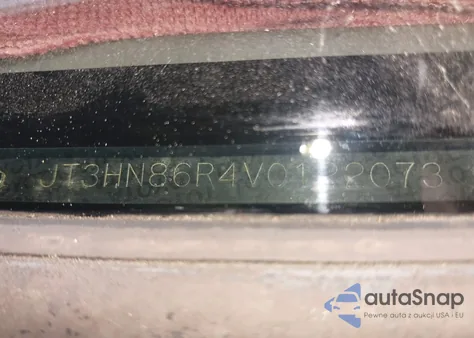 JT3HN86R4V0122073
autaSnap
Pewne auta z aukcji USA i EU